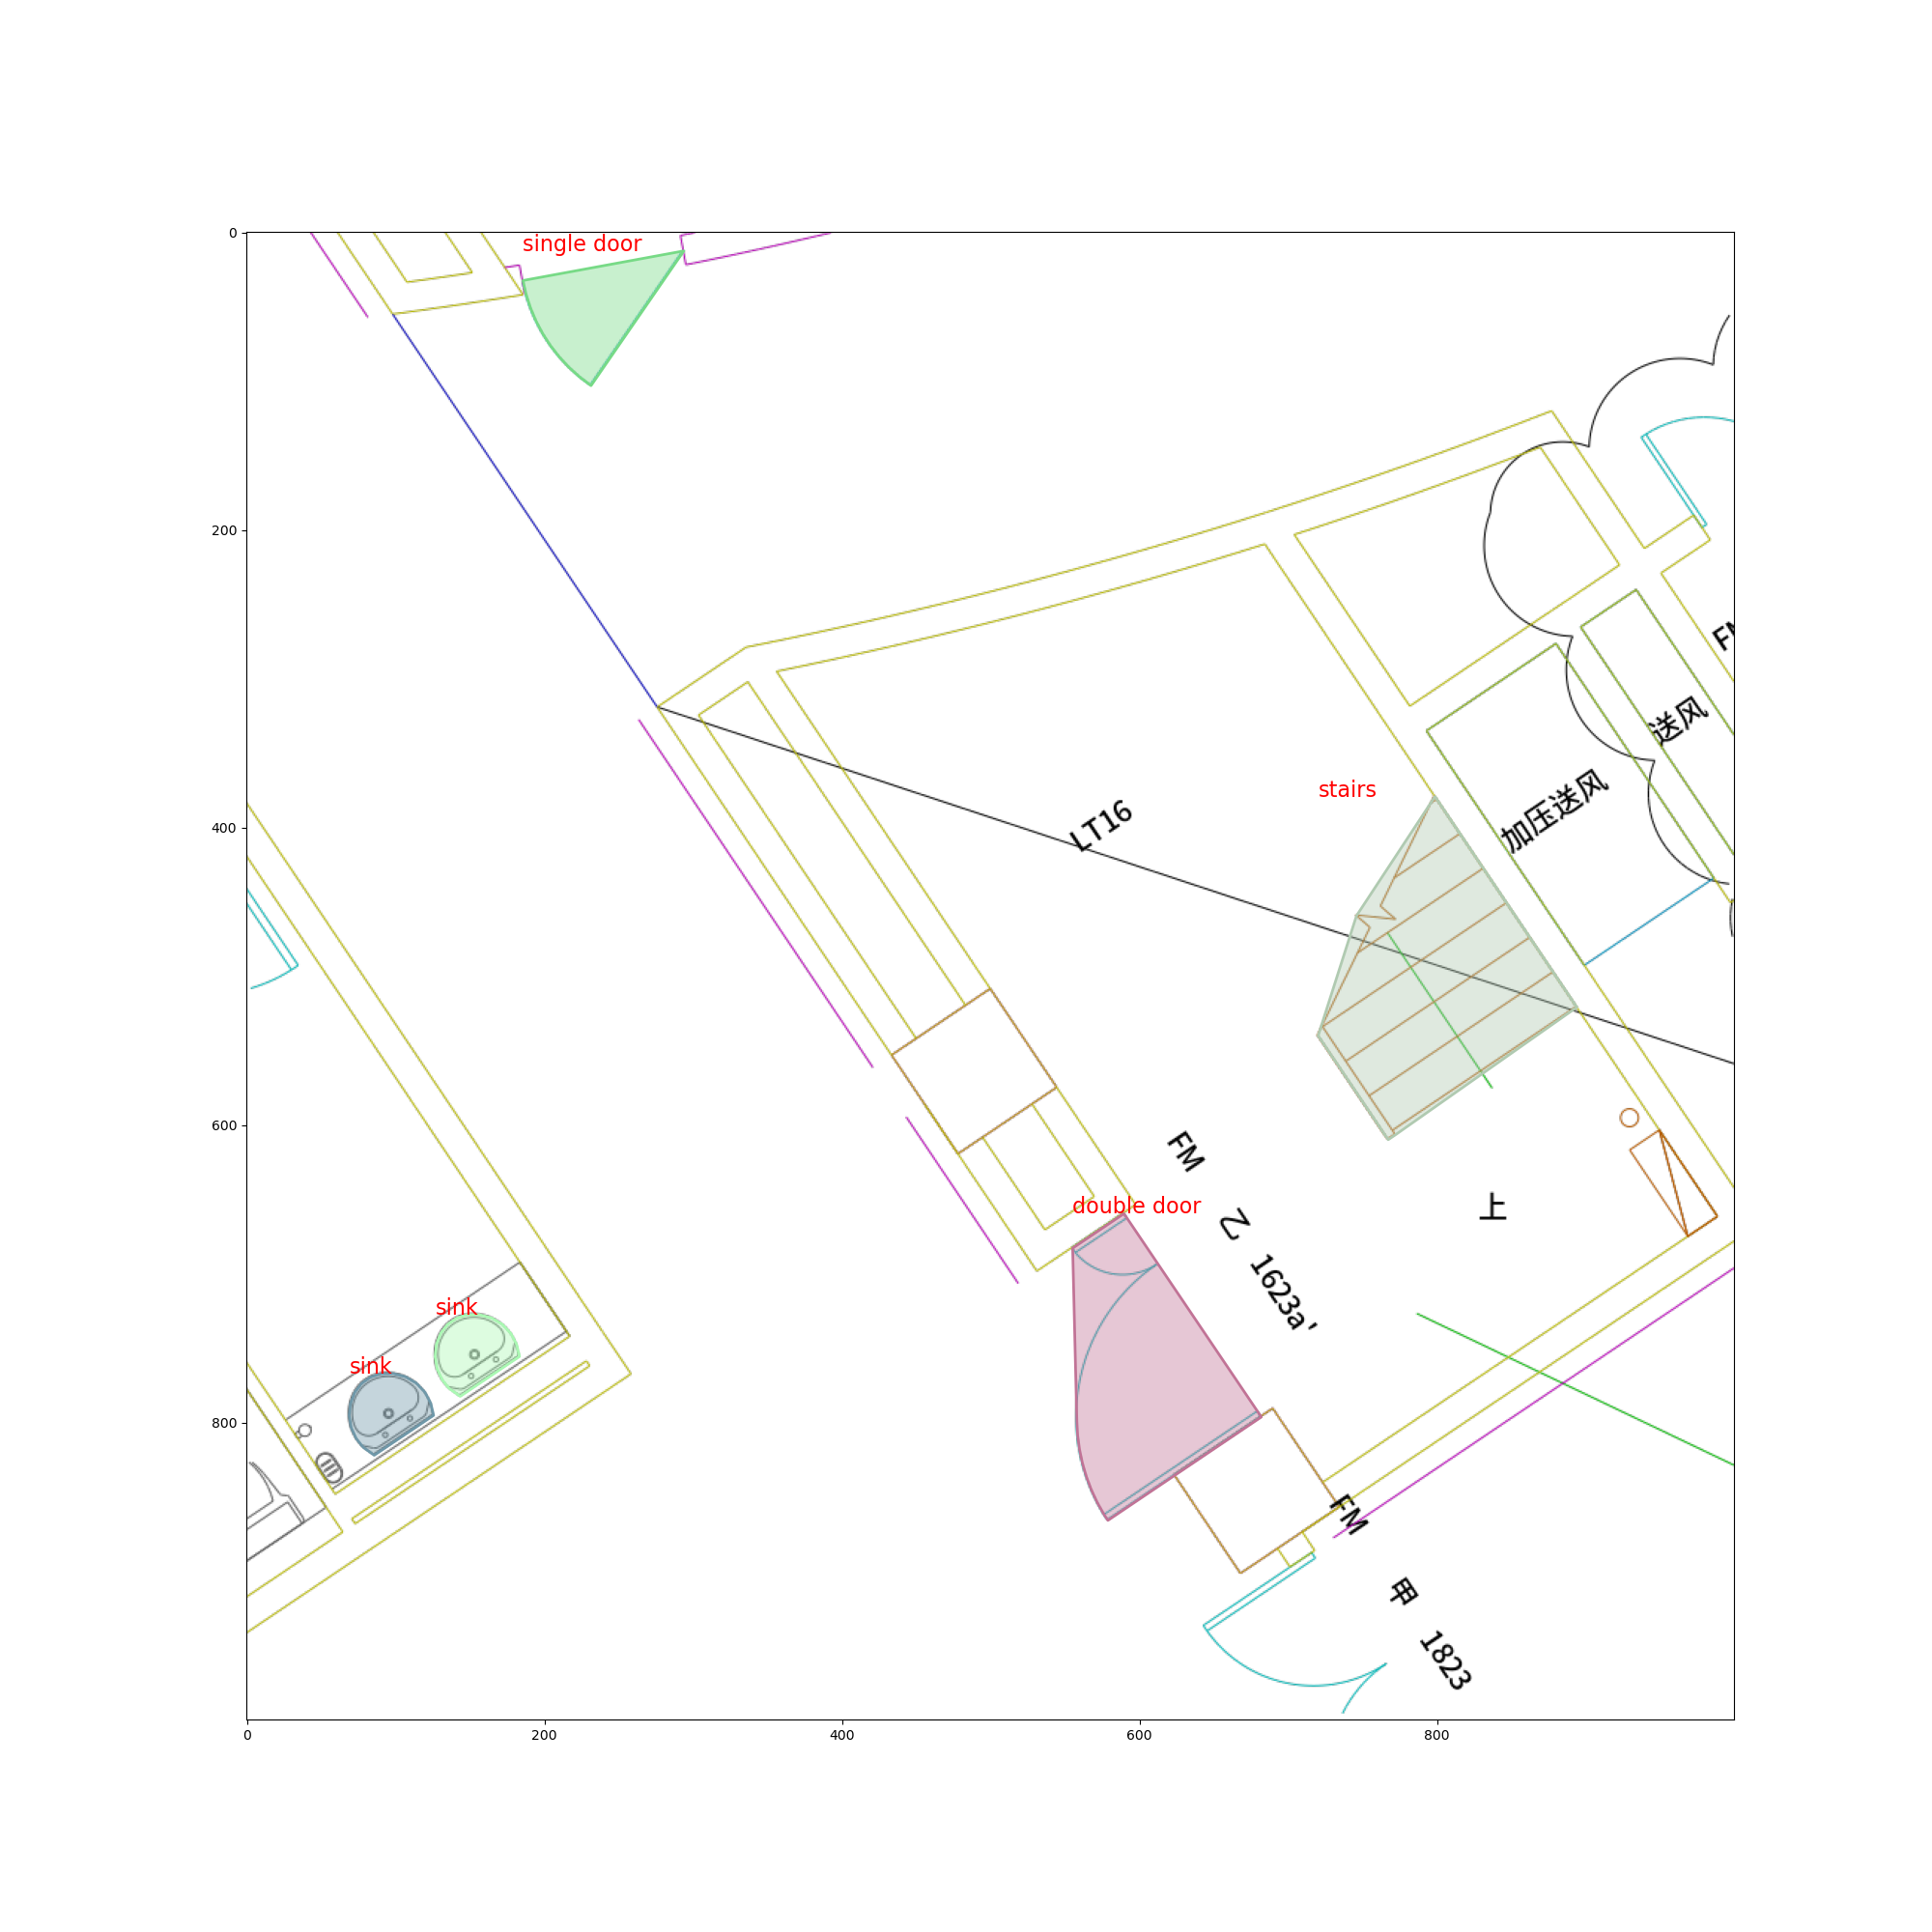 0
single door
200
FM
送风
加压送风
stairs
LT16
400
600
FM 乙 1623a'
double door
上
sink
sink
800
FM 甲 1823
0
200
400
600
800